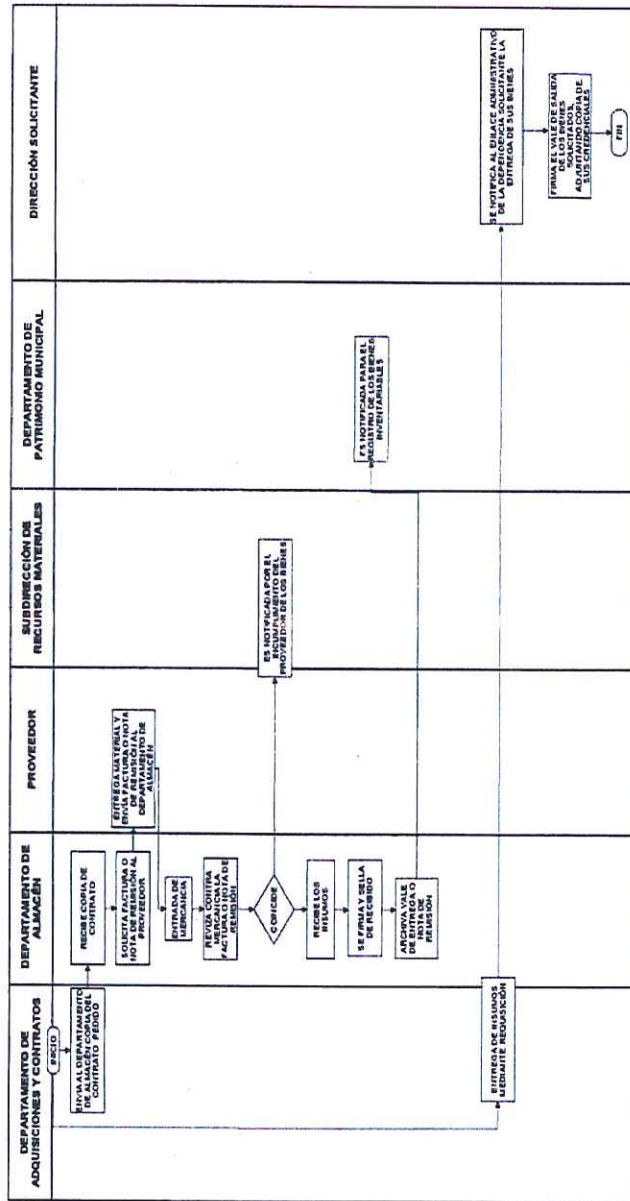 DEPARTAMENTO DE
ADQUISICIONES Y CONTRATOS
DEPARTAMENTO DE
ALMACÉN
PROVEEDOR
SUBDIRECCIÓN DE
RECURSOS MATERIALES
DEPARTAMENTO DE
PATRIMONIO MUNICIPAL
DIRECCIÓN SOLICITANTE
INICIO
ENVIA AL DEPARTAMENTO
DE ALMACÉN COPIA DEL
CONTRATO PEDIDO
RECIBE COPIA DE
CONTRATO
SOLICITA FACTURA O
NOTA DE REMISIÓN AL
PROVEEDOR
ENTREGA MATERIAL Y
ENVÍA FACTURA O NOTA
DE REMISIÓN AL
DEPARTAMENTO DE
ALMACÉN
ENTRADA DE
MERCANCIA
REVIZA CONTRA
MERCANCIA LA
FACTURA O NOTA DE
REMISIÓN
COINCIDE
ES NOTIFICADA POR EL
INCUMPLIMIENTO DEL
PROVEEDOR DE LOS BIENES
RECIBE LOS
INSUMOS
SE FIRMA Y SELLA
DE RECIBIDO
ARCHIVA VALE
DE ENTREGA O
NOTA DE
REMISIÓN
ES NOTIFICADA PARA EL
REGISTRO DE LOS BIENES
INVENTARIABLES
ENTREGA DE INSUMOS
MEDIANTE REQUISICIÓN
SE NOTIFICA AL ENLACE ADMINISTRATIVO
DE LA DEPENDENCIA SOLICITANTE LA
ENTREGA DE SUS BIENES
FIRMA EL VALE DE SALIDA
DE LOS BIENES
SOLICITADOS,
ADJUNTANDO COPIA DE
SUS CREDENCIALES
FIN